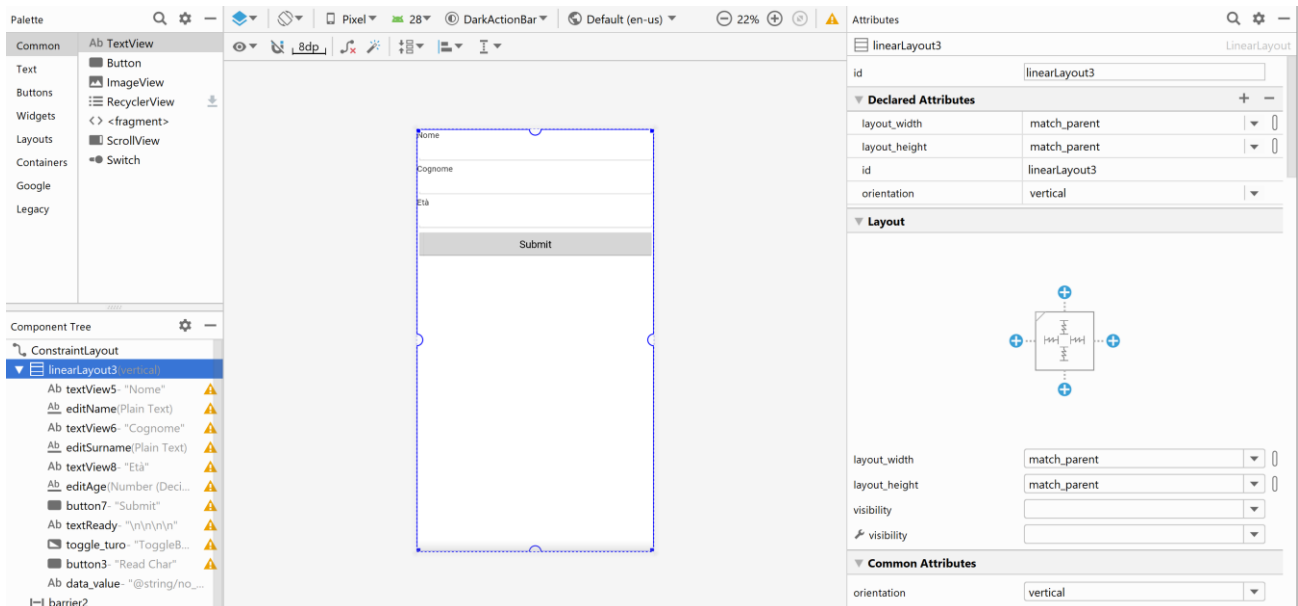 Palette
Pixel
28
DarkActionBar
Default (en-us)
22%
Attributes
Common
Text
Buttons
Widgets
Layouts
Containers
Google
Legacy
Ab TextView
Button
ImageView
RecyclerView
<> <fragment>
ScrollView
Switch
8dp
Nome
Cognome
Età
Submit
Component Tree
ConstraintLayout
linearLayout3(vertical)
Ab textView5- "Nome"
Ab editName(Plain Text)
Ab textView6- "Cognome"
Ab editSurname(Plain Text)
Ab textView8- "Età"
Ab editAge(Number (Deci...
button7- "Submit"
Ab textReady- "\n\n\n\n"
toggle_turo- "ToggleB...
button3- "Read Char"
Ab data_value- "@string/no_...
barrier2
linearLayout3 LinearLayout
id linearLayout3
Declared Attributes
layout_width match_parent
layout_height match_parent
id linearLayout3
orientation vertical
Layout
layout_width match_parent
layout_height match_parent
visibility
visibility
Common Attributes
orientation vertical